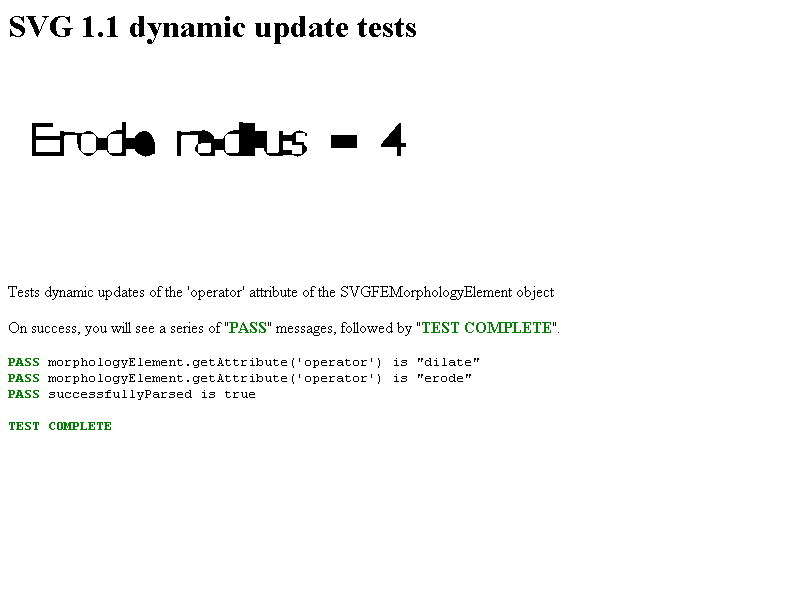 SVG 1.1 dynamic update tests
Erode radius = 4
Tests dynamic updates of the 'operator' attribute of the SVGFEMorphologyElement object
On success, you will see a series of "PASS" messages, followed by "TEST COMPLETE".
PASS morphologyElement.getAttribute('operator') is "dilate"
PASS morphologyElement.getAttribute('operator') is "erode"
PASS successfullyParsed is true
TEST COMPLETE